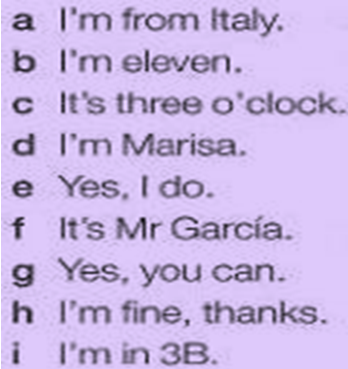 a I'm from Italy.
b I'm eleven.
c It's three o'clock.
d I'm Marisa.
e Yes, I do.
f It's Mr García.
g Yes, you can.
h I'm fine, thanks.
i I'm in 3B.